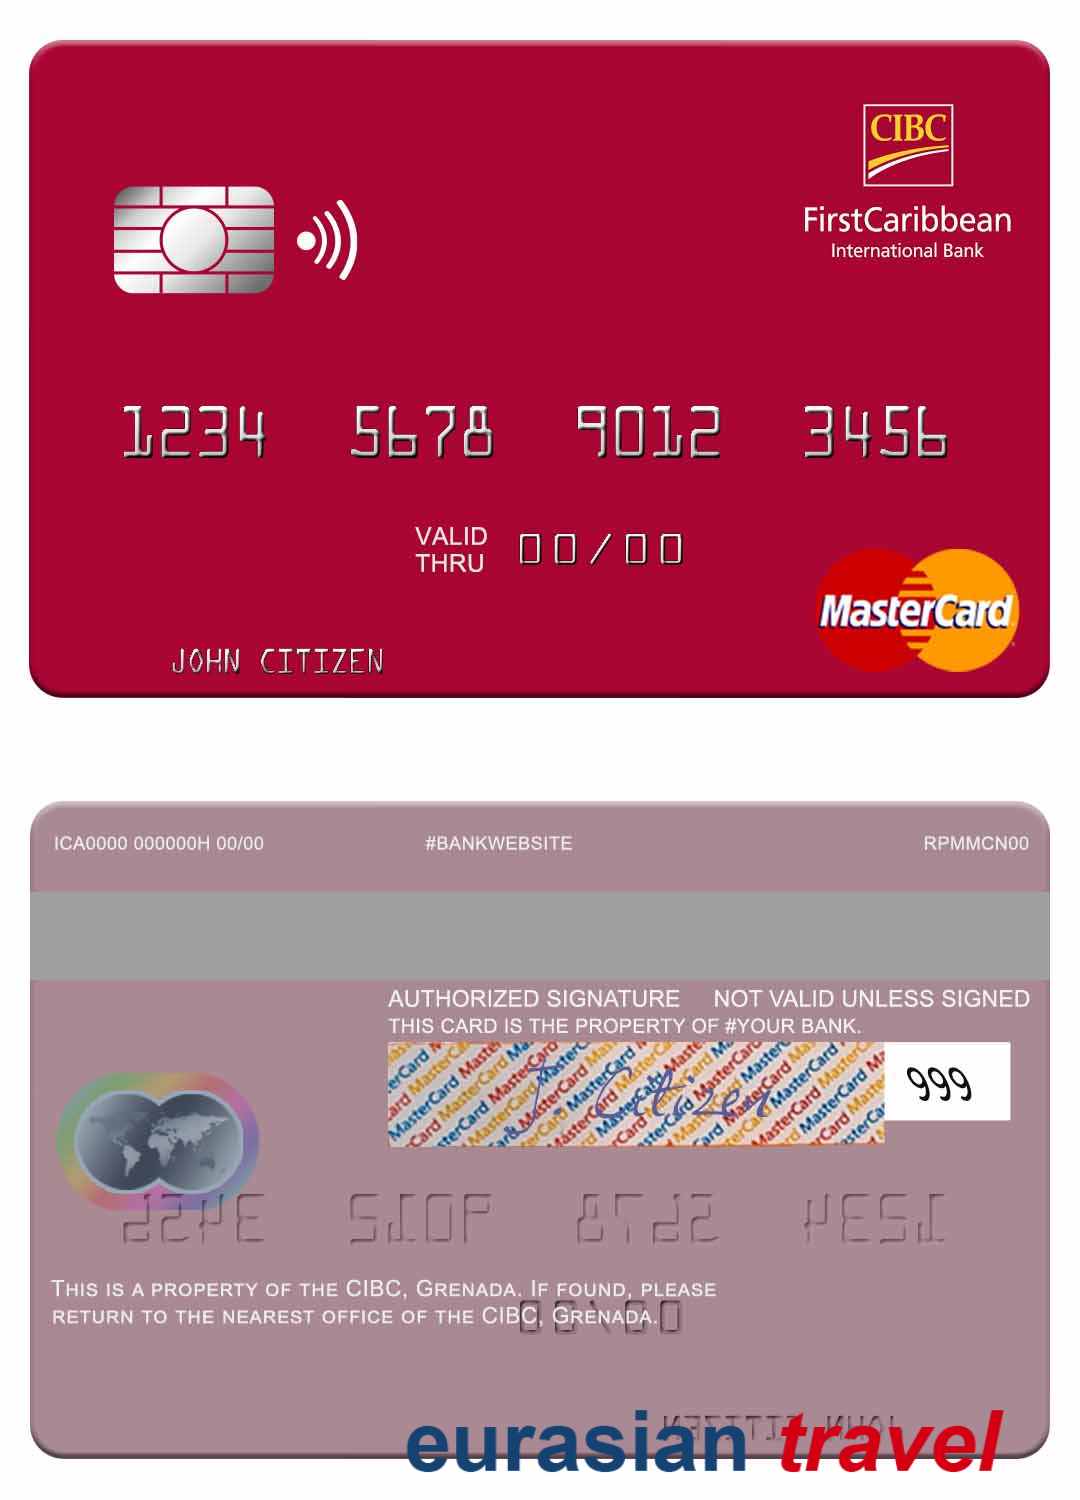 CIBC
FirstCaribbean
International Bank
1234 5678 9012 3456
VALID
THRU 00/00
MasterCard
JOHN CITIZEN
ICA0000 000000H 00/00 #BANKWEBSITE RPMMCN00
AUTHORIZED SIGNATURE NOT VALID UNLESS SIGNED
THIS CARD IS THE PROPERTY OF #YOUR BANK.
J. Citizen 999
THIS IS A PROPERTY OF THE CIBC, GRENADA. IF FOUND, PLEASE
RETURN TO THE NEAREST OFFICE OF THE CIBC, GRENADA.
eurasian travel